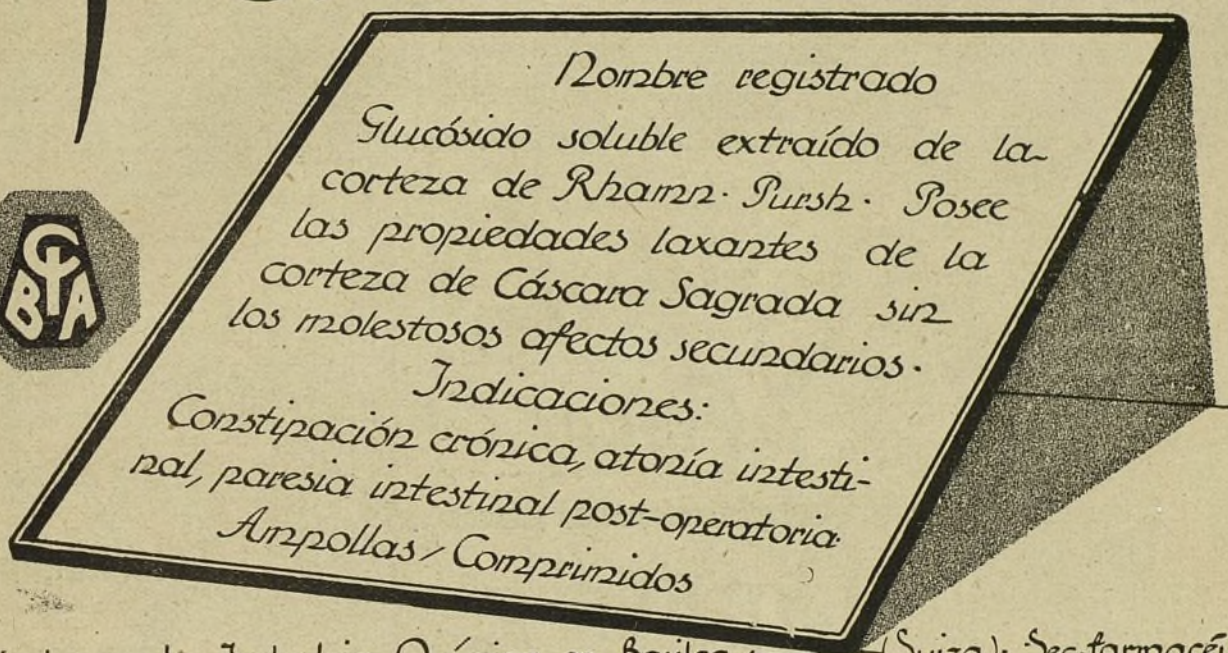 Nombre registrado
Glucósido soluble extraído de la
corteza de Rhamn. Pursh. Posee
las propiedades laxantes de la
corteza de Cáscara Sagrada sin
los molestosos afectos secundarios.
Indicaciones:
Constipación crónica, atonía intesti-
nal, paresia intestinal post-operatoria
Ampollas / Comprimidos
CIBA
(Suiza). Sec. farmacéu